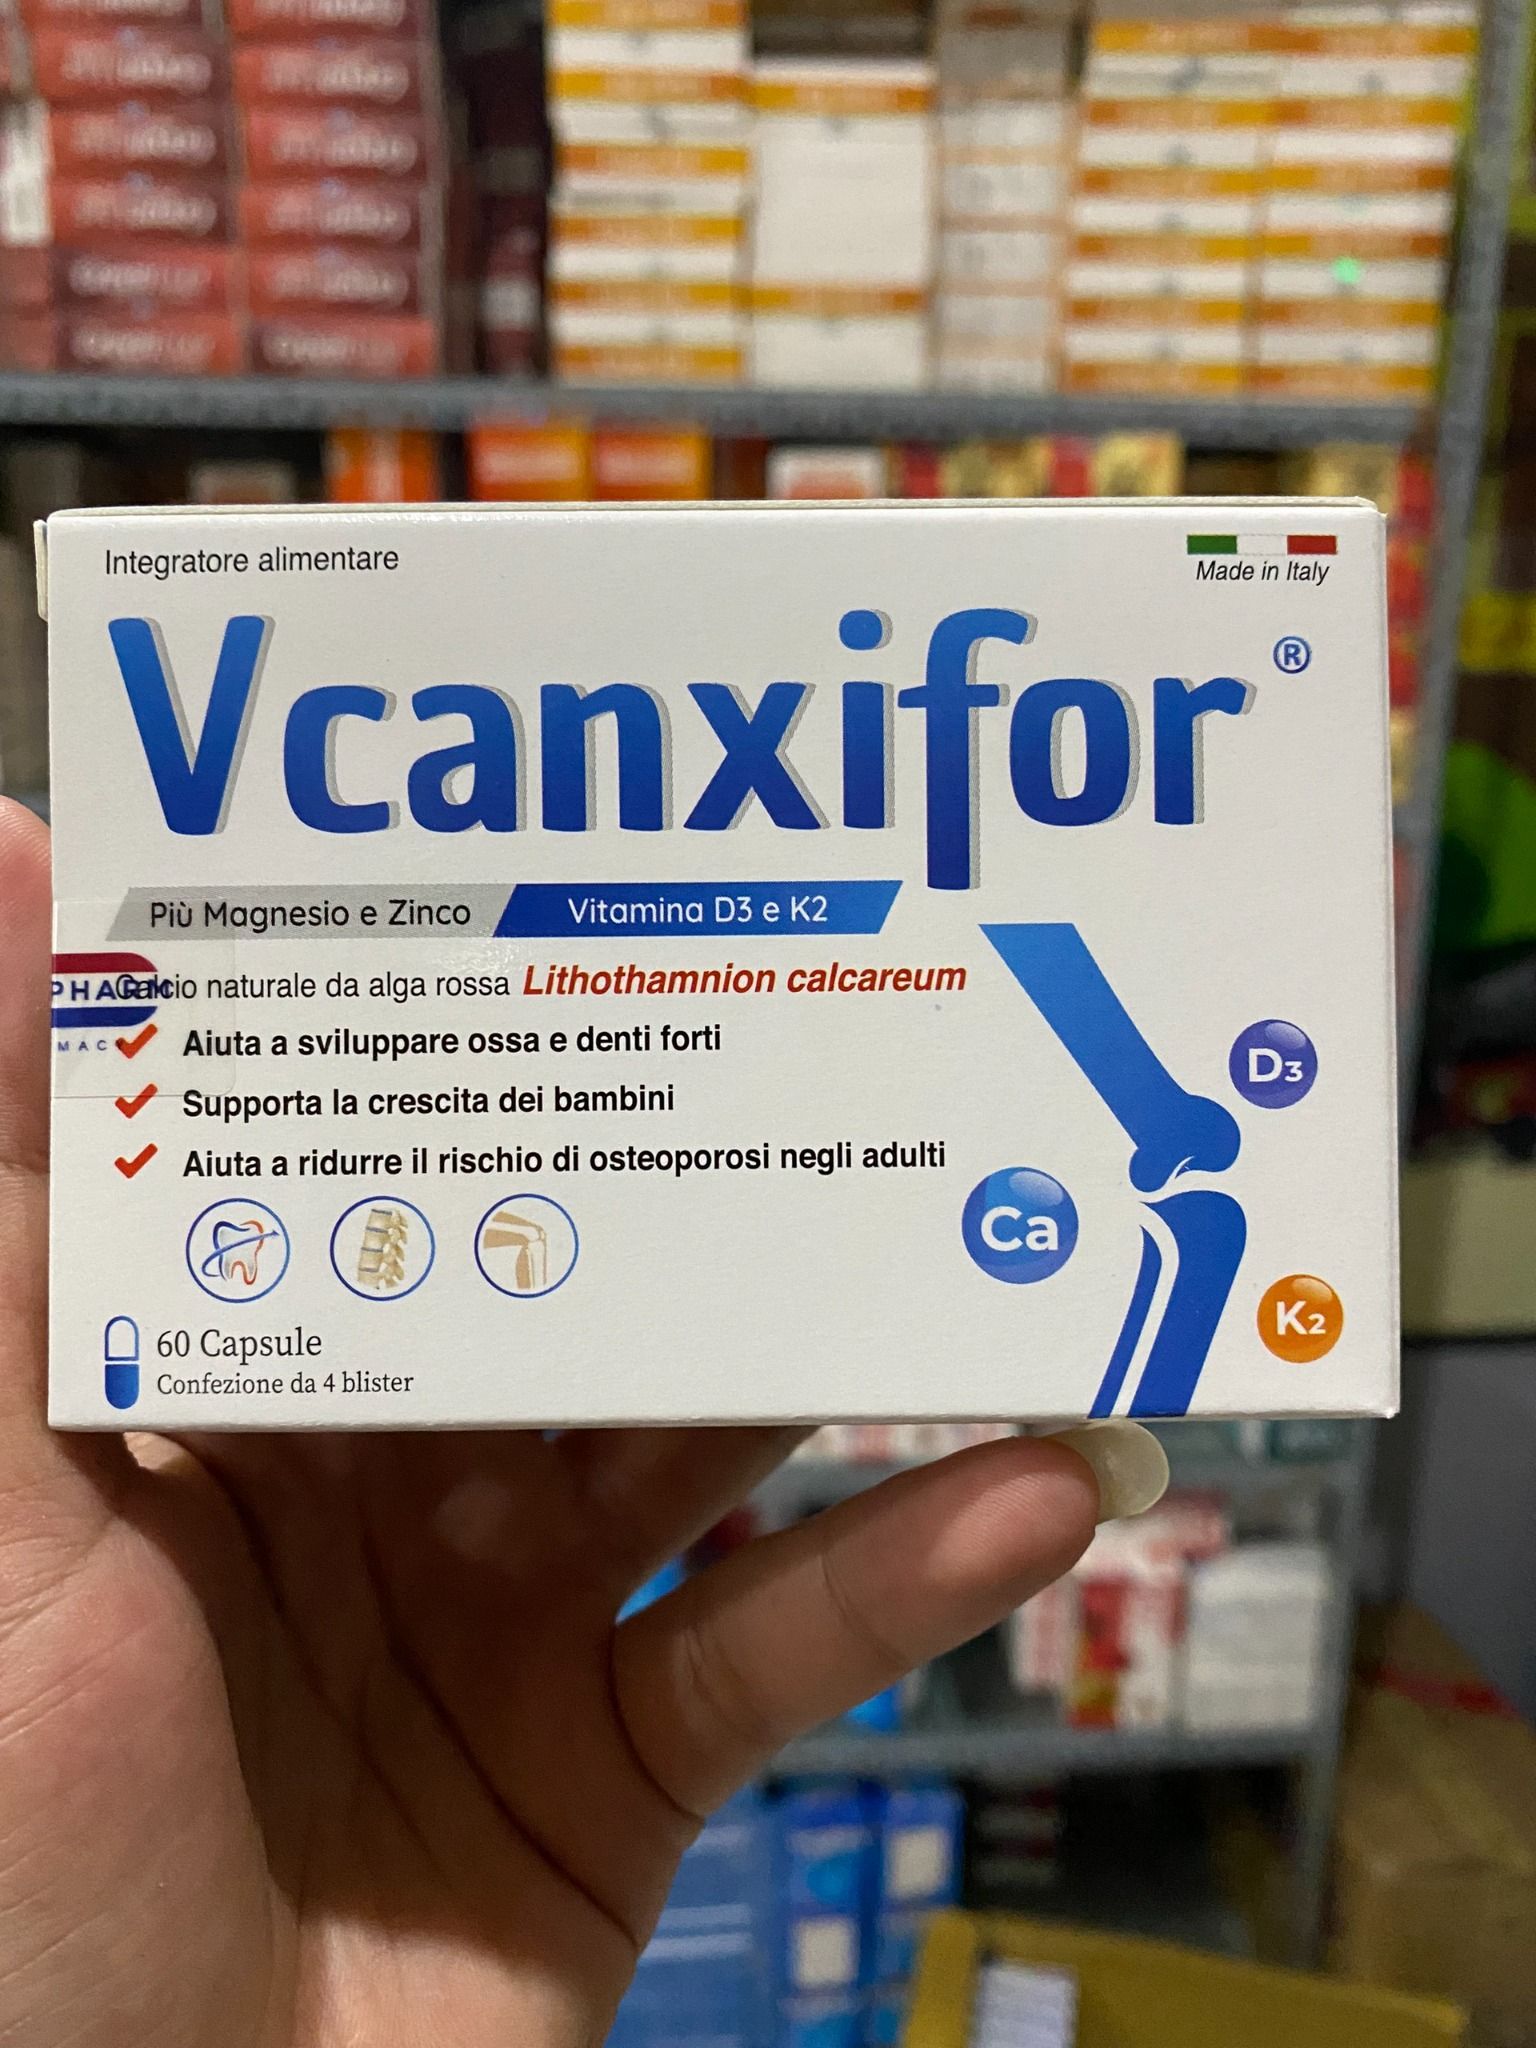 Integratore alimentare
Made in Italy
Vcanxifor®
Più Magnesio e Zinco
Vitamina D3 e K2
Calcio naturale da alga rossa Lithothamnion calcareum
PHARM
MACY
Aiuta a sviluppare ossa e denti forti
Supporta la crescita dei bambini
Aiuta a ridurre il rischio di osteoporosi negli adulti
D3
Ca
K2
60 Capsule
Confezione da 4 blister